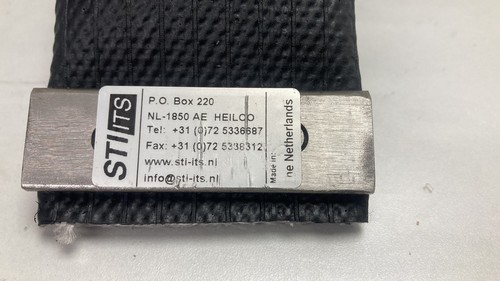 STI ITS
P.O. Box 220
NL-1850 AE HEILOO
Tel: +31 (0)72 5336687
Fax: +31 (0)72 5338312
www.sti-its.nl
info@sti-its.nl
Made in:
he Netherlands